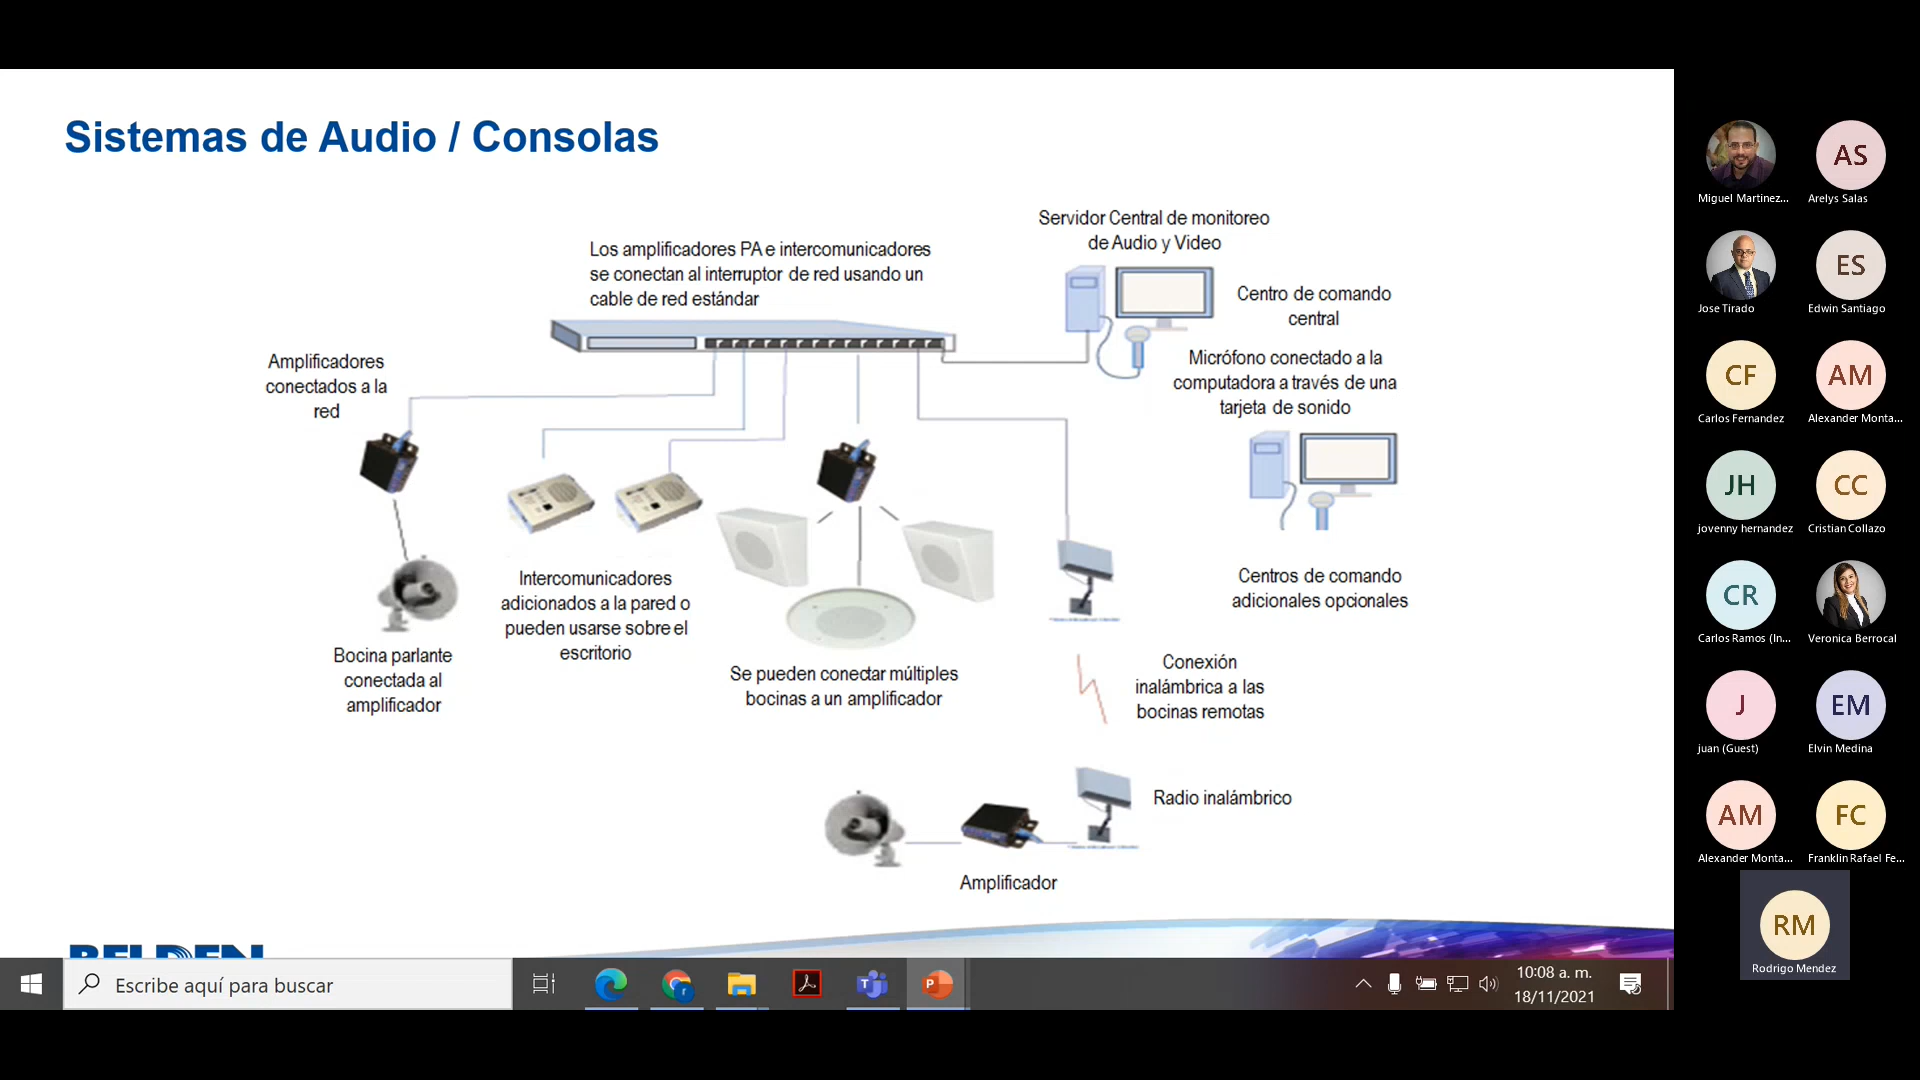 Sistemas de Audio / Consolas
Servidor Central de monitoreo
de Audio y Video
Los amplificadores PA e intercomunicadores
se conectan al interruptor de red usando un
cable de red estándar
Centro de comando
central
Amplificadores
conectados a la
red
Micrófono conectado a la
computadora a través de una
tarjeta de sonido
Intercomunicadores
adicionados a la pared o
pueden usarse sobre el
escritorio
Centros de comando
adicionales opcionales
Bocina parlante
conectada al
amplificador
Se pueden conectar múltiples
bocinas a un amplificador
Conexión
inalámbrica a las
bocinas remotas
Radio inalámbrico
Amplificador
BELDEN
Escribe aquí para buscar
10:08 a. m.
18/11/2021
Miguel Martinez...
AS
Arelys Salas
Jose Tirado
ES
Edwin Santiago
CF
Carlos Fernandez
AM
Alexander Monta...
JH
jovenny hernandez
CC
Cristian Collazo
CR
Carlos Ramos (In...
Veronica Berrocal
J
juan (Guest)
EM
Elvin Medina
AM
Alexander Monta...
FC
Franklin Rafael Fe...
RM
Rodrigo Mendez